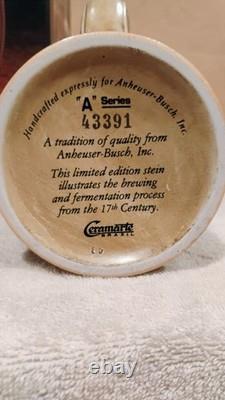 Handcrafted expressly for Anheuser-Busch, Inc.
"A" Series
43391
A tradition of quality from
Anheuser-Busch, Inc.
This limited edition stein
illustrates the brewing
and fermentation process
from the 17th Century.
Ceramarte
BRASIL
ebay